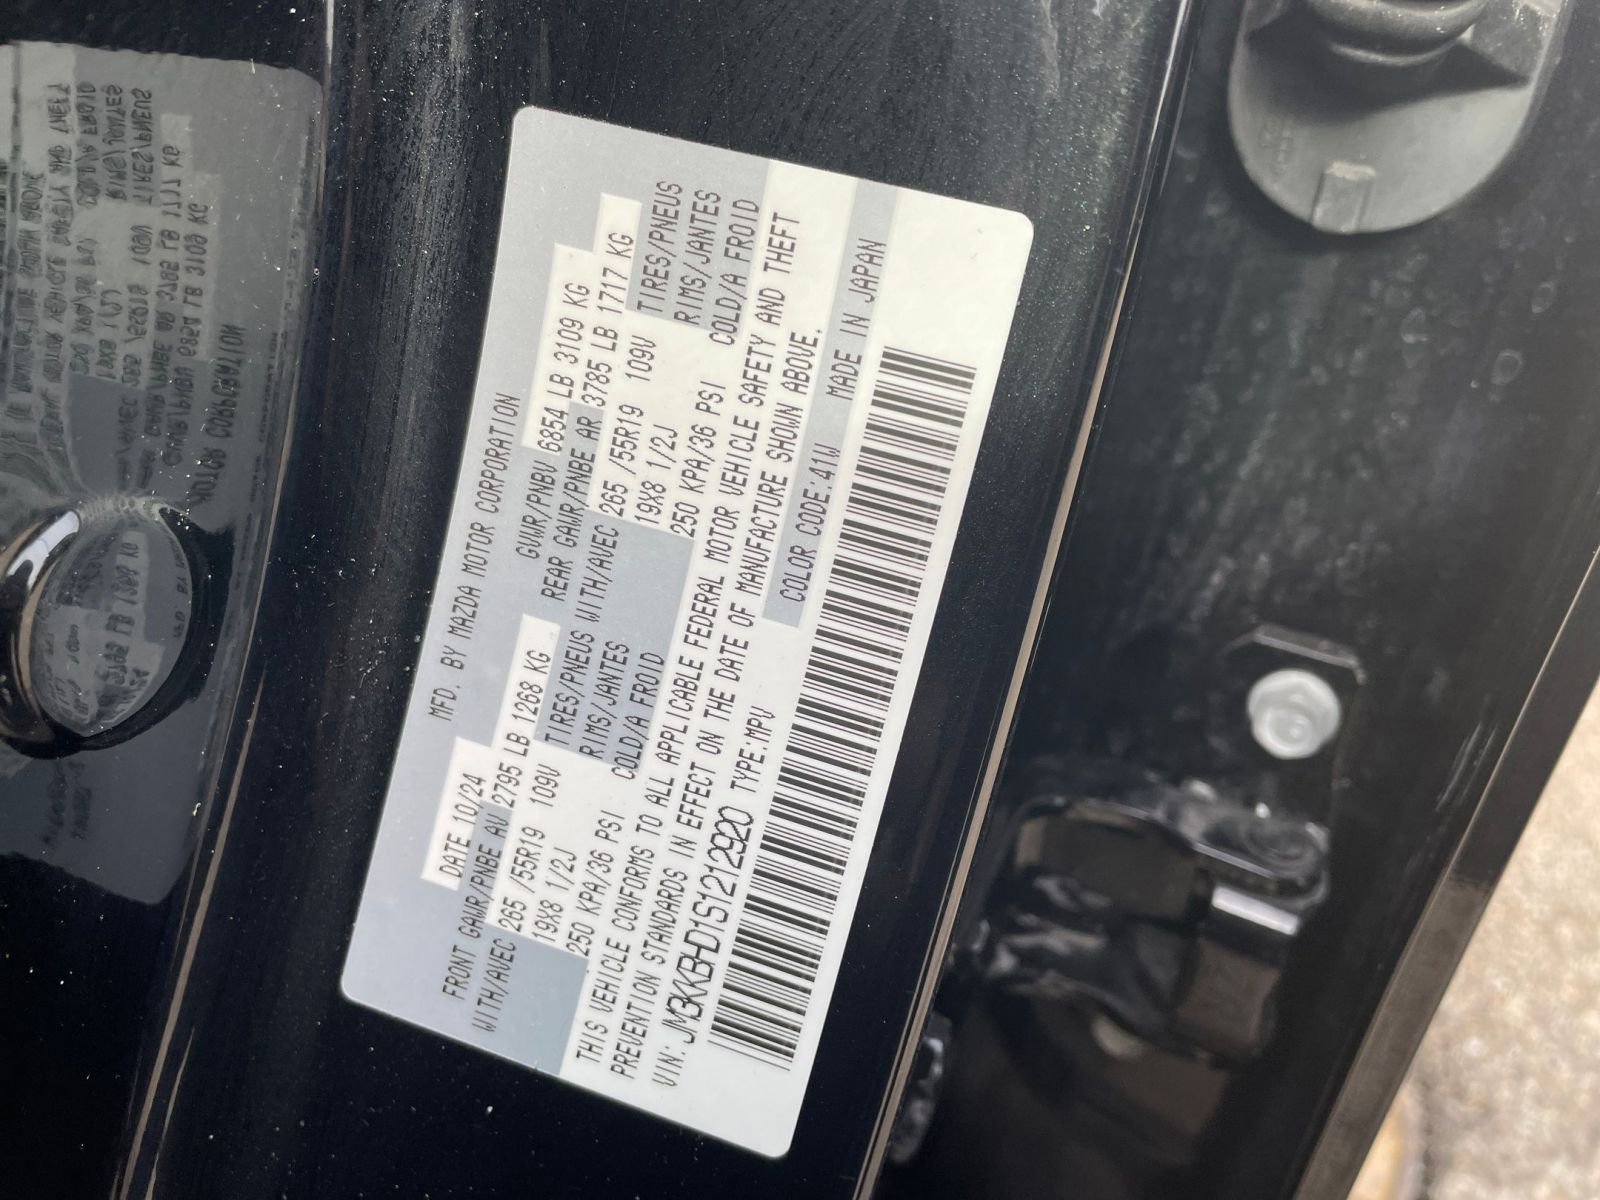 MFD. BY MAZDA MOTOR CORPORATION
DATE 10/24 GVWR/PNBV 6854 LB 3109 KG
FRONT GAWR/PNBE AV 2795 LB 1268 KG REAR GAWR/PNBE AR 3785 LB 1717 KG
WITH/AVEC 265 /55R19 109V TIRES/PNEUS WITH/AVEC 265 /55R19 109V TIRES/PNEUS
19X8 1/2J RIMS/JANTES 19X8 1/2J RIMS/JANTES
250 KPA/36 PSI COLD/A FROID 250 KPA/36 PSI COLD/A FROID
THIS VEHICLE CONFORMS TO ALL APPLICABLE FEDERAL MOTOR VEHICLE SAFETY AND THEFT
PREVENTION STANDARDS IN EFFECT ON THE DATE OF MANUFACTURE SHOWN ABOVE.
VIN: JM3KKBHD1S1212920 TYPE:MPV COLOR CODE:41W MADE IN JAPAN